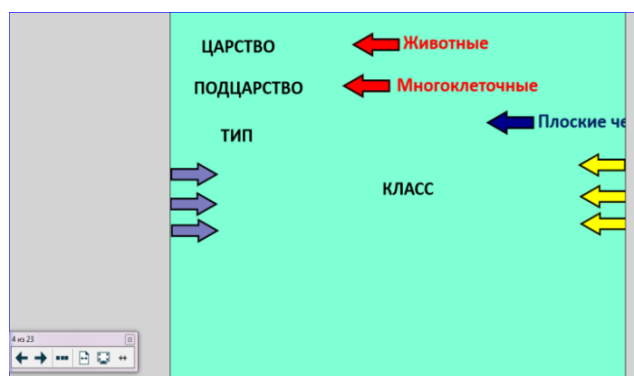 ЦАРСТВО Животные
ПОДЦАРСТВО Многоклеточные
Плоские че
ТИП
КЛАСС
4 из 23